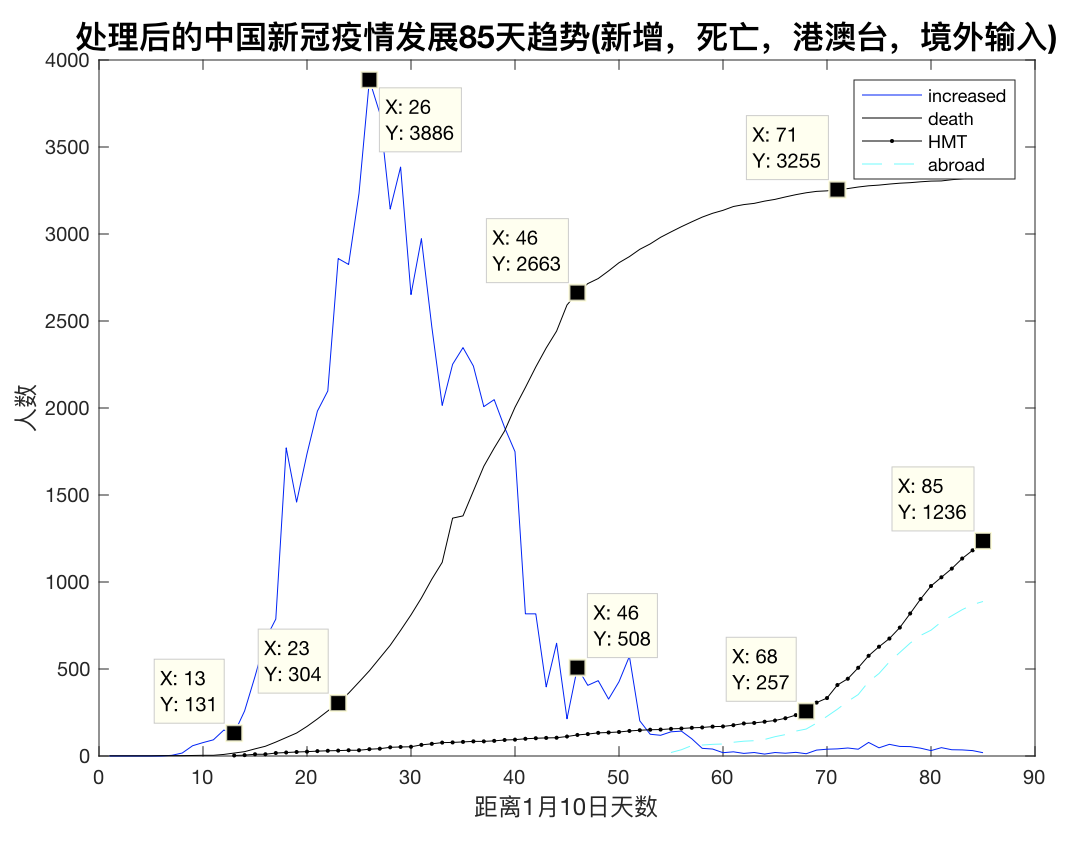 处理后的中国新冠疫情发展85天趋势(新增，死亡，港澳台，境外输入)
4000
3500
3000
2500
2000
1500
1000
500
0
人数
X: 26
Y: 3886
X: 71
Y: 3255
increased
death
HMT
abroad
X: 46
Y: 2663
X: 85
Y: 1236
X: 46
Y: 508
X: 23
Y: 304
X: 68
Y: 257
X: 13
Y: 131
0 10 20 30 40 50 60 70 80 90
距离1月10日天数